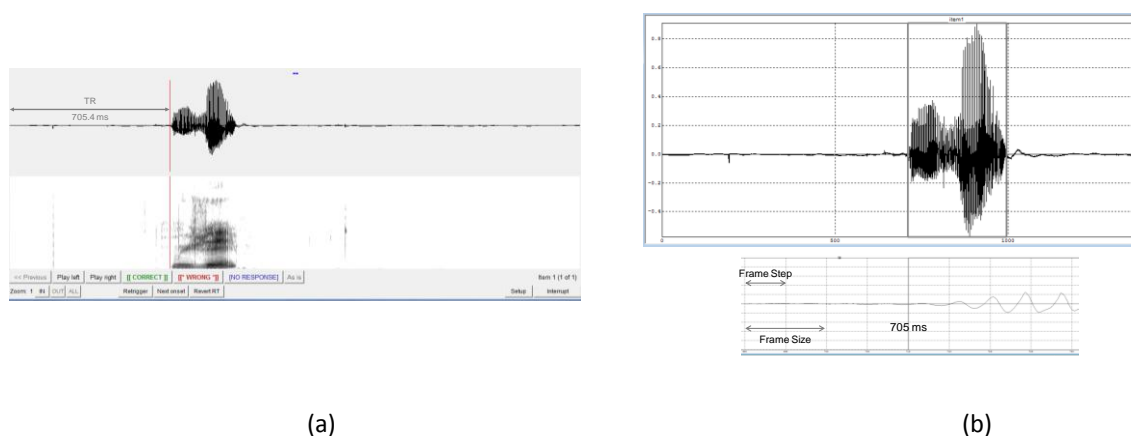 TR
705.4 ms
<< Previous Play left Play right [[ CORRECT ]] [[* WRONG *]] [NO RESPONSE] As is Item 1 (1 of 1)
Zoom: 1 IN OUT ALL Retrigger Next onset Revert RT Setup Interrupt
(a)
0.8
0.6
0.4
0.2
0.0
-0.2
-0.4
0 500 1000
Frame Step
705 ms
Frame Size
(b)